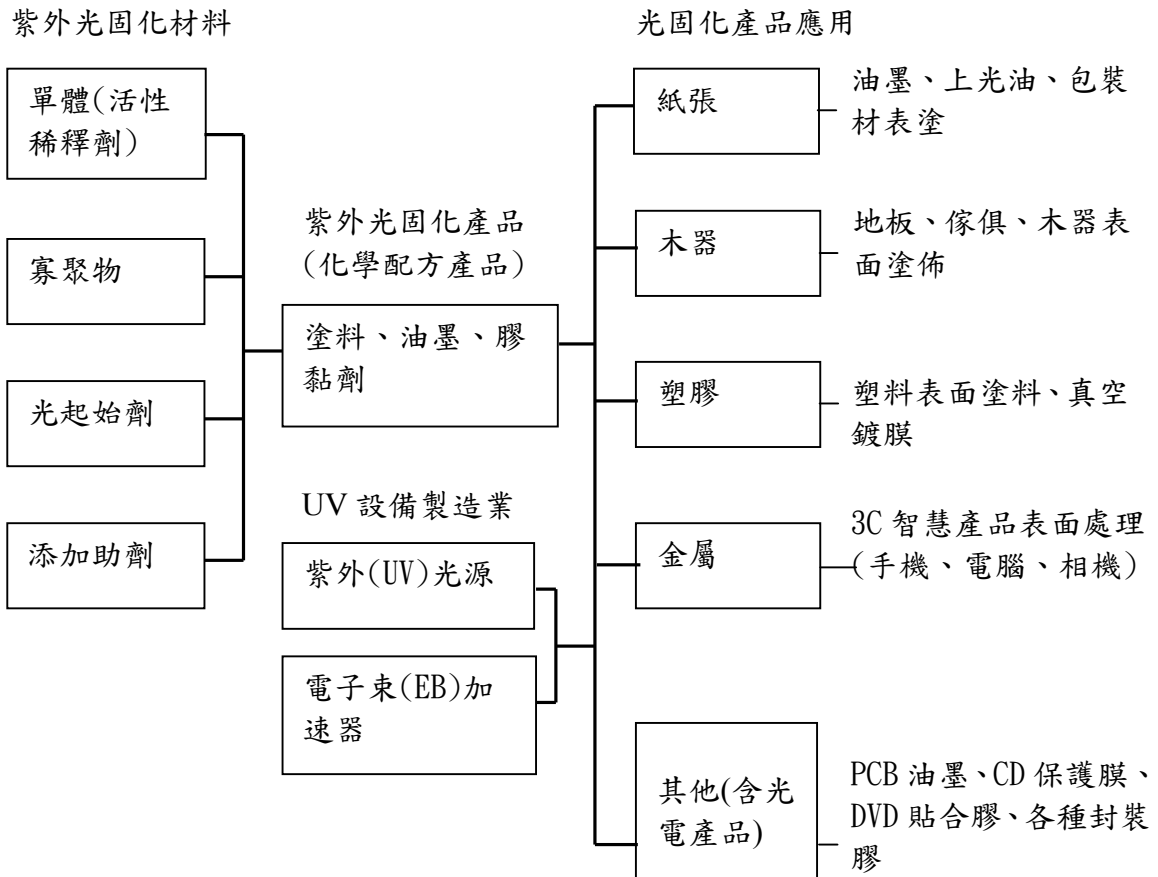 紫外光固化材料
單體(活性
稀釋劑)
寡聚物
光起始劑
添加助劑
紫外光固化產品
(化學配方產品)
塗料、油墨、膠
黏劑
UV 設備製造業
紫外(UV)光源
電子束(EB)加
速器
光固化產品應用
紙張
油墨、上光油、包裝
材表塗
木器
地板、傢俱、木器表
面塗佈
塑膠
塑料表面塗料、真空
鍍膜
金屬
3C 智慧產品表面處理
(手機、電腦、相機)
其他(含光
電產品)
PCB 油墨、CD 保護膜、
DVD 貼合膠、各種封裝
膠